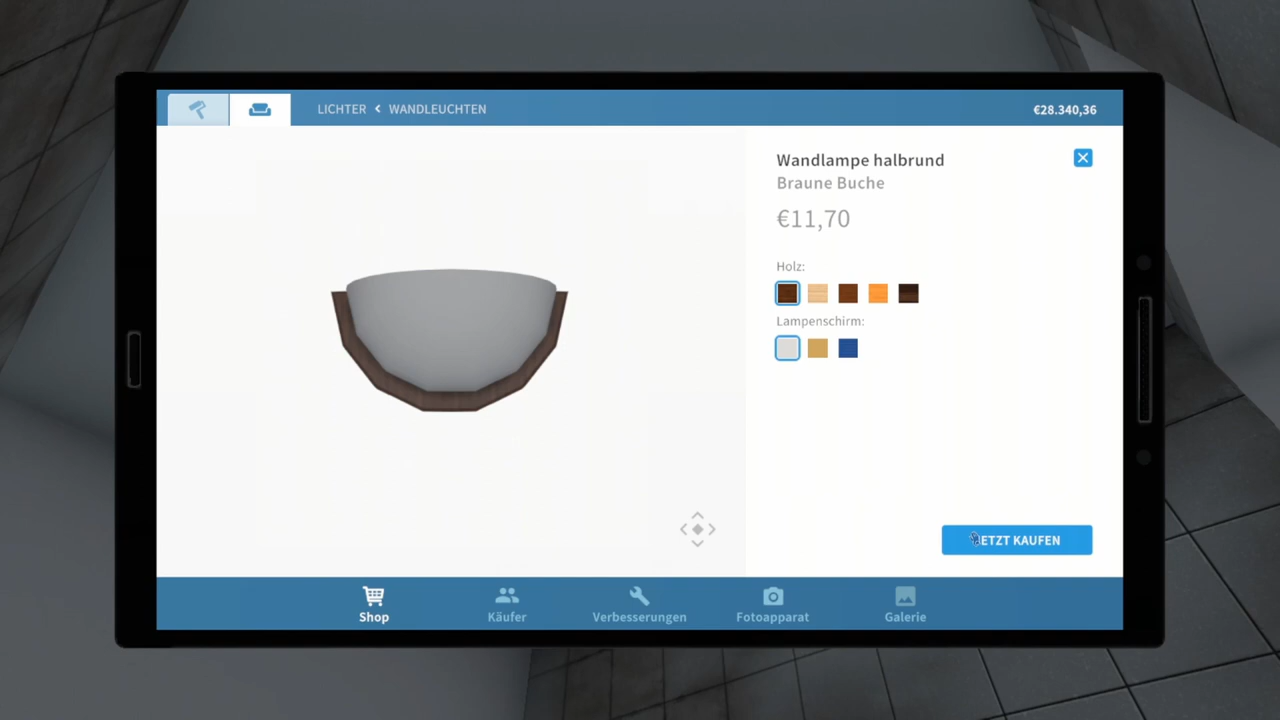 LICHTER < WANDLEUCHTEN
€28.340,36
Wandlampe halbrund
Braune Buche
€11,70
Holz:
Lampenschirm:
JETZT KAUFEN
Shop
Käufer
Verbesserungen
Fotoapparat
Galerie